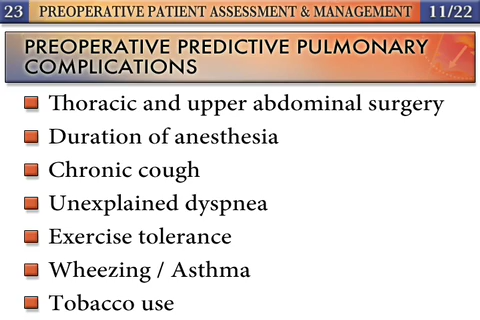 23 PREOPERATIVE PATIENT ASSESSMENT & MANAGEMENT 11/22
PREOPERATIVE PREDICTIVE PULMONARY
COMPLICATIONS
Thoracic and upper abdominal surgery
Duration of anesthesia
Chronic cough
Unexplained dyspnea
Exercise tolerance
Wheezing / Asthma
Tobacco use